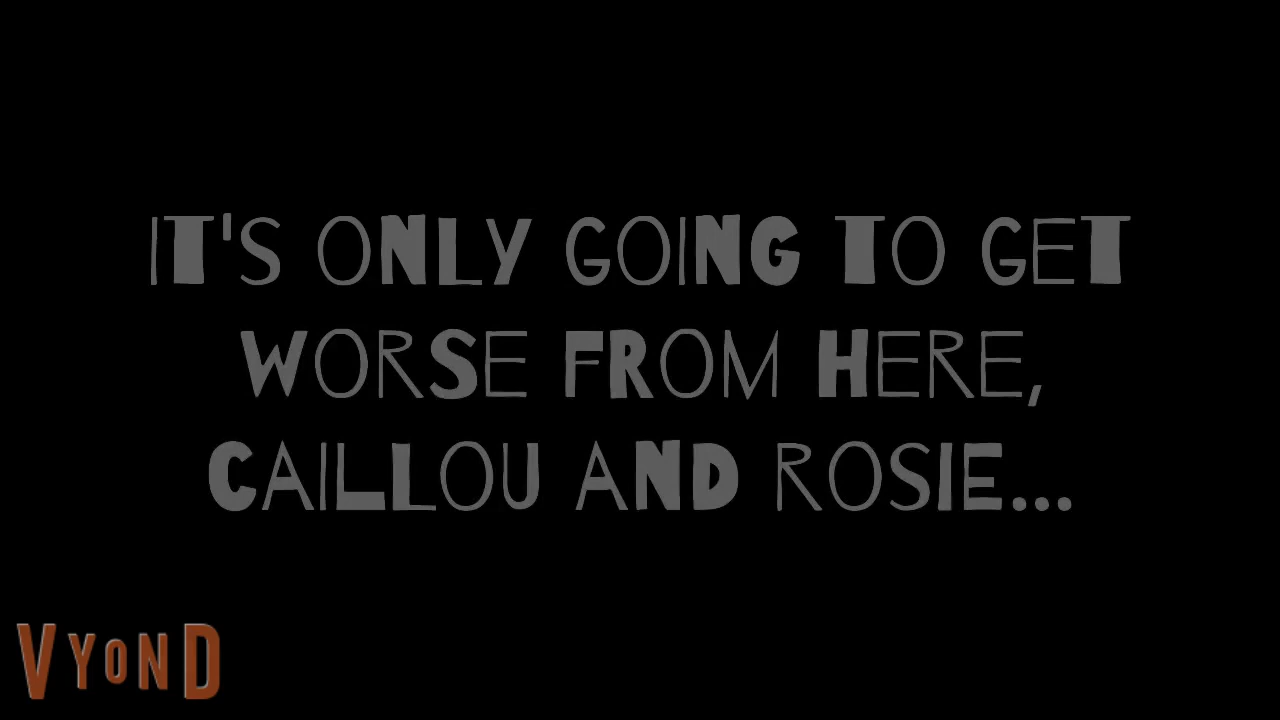 IT'S ONLY GOING TO GET
WORSE FROM HERE,
CAILLOU AND ROSIE...
VYOND